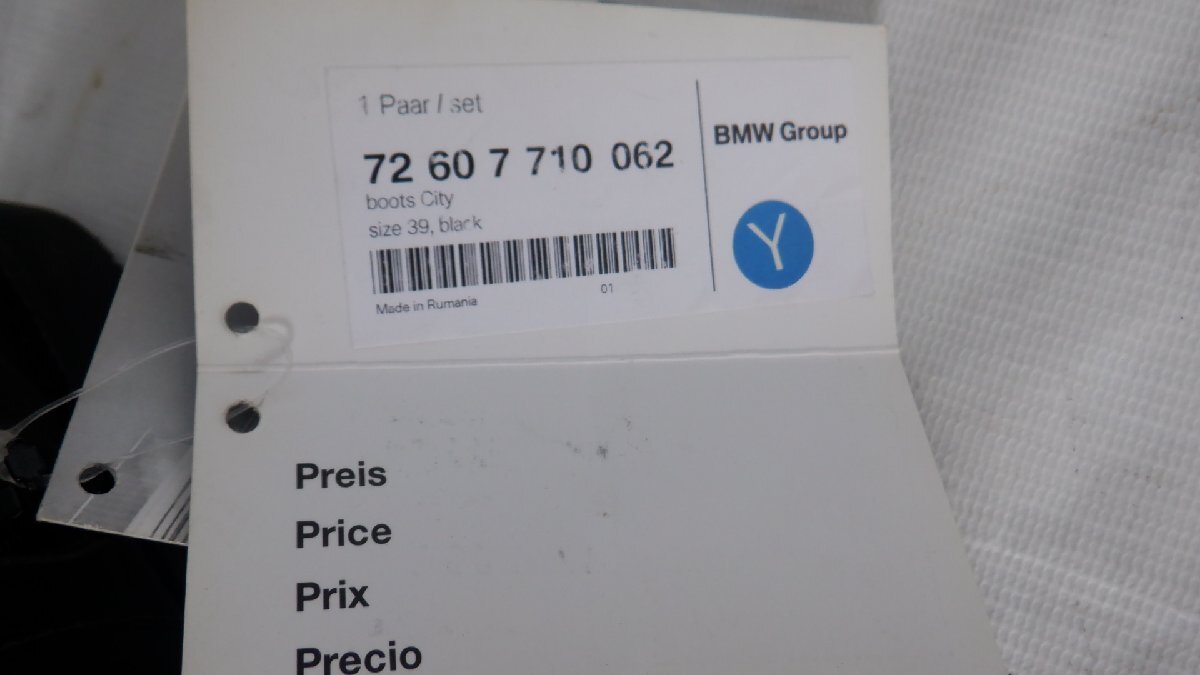 1 Paar / set
72 60 7 710 062
boots City
size 39, black
Made in Rumania
01
BMW Group
Y
Preis
Price
Prix
Precio